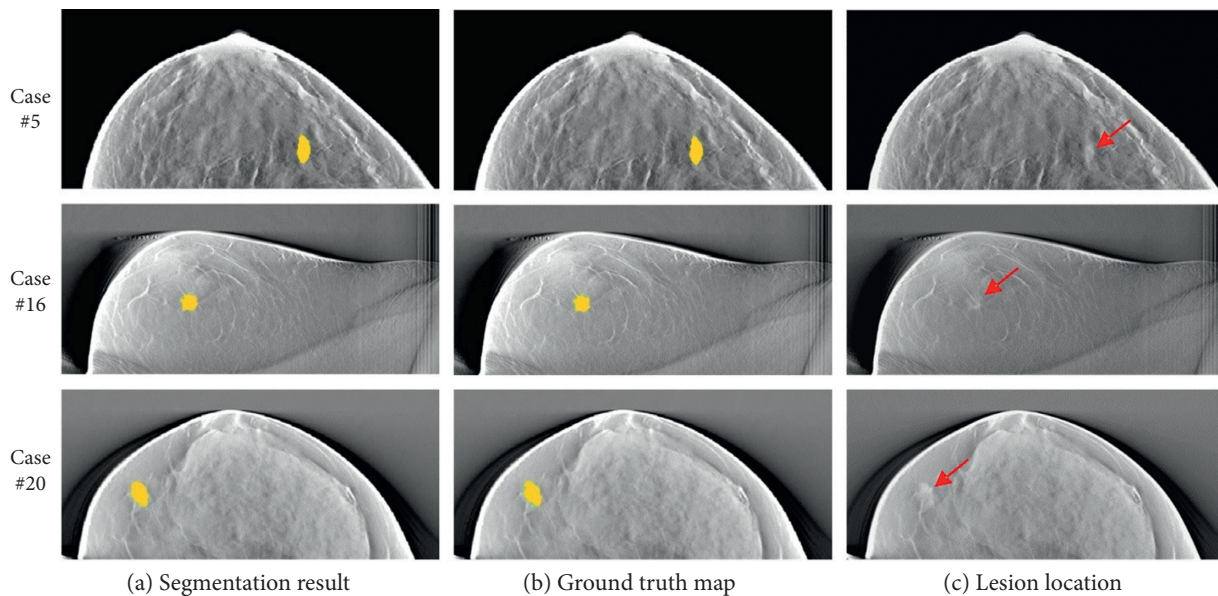 Case
#5
Case
#16
Case
#20
(a) Segmentation result
(b) Ground truth map
(c) Lesion location